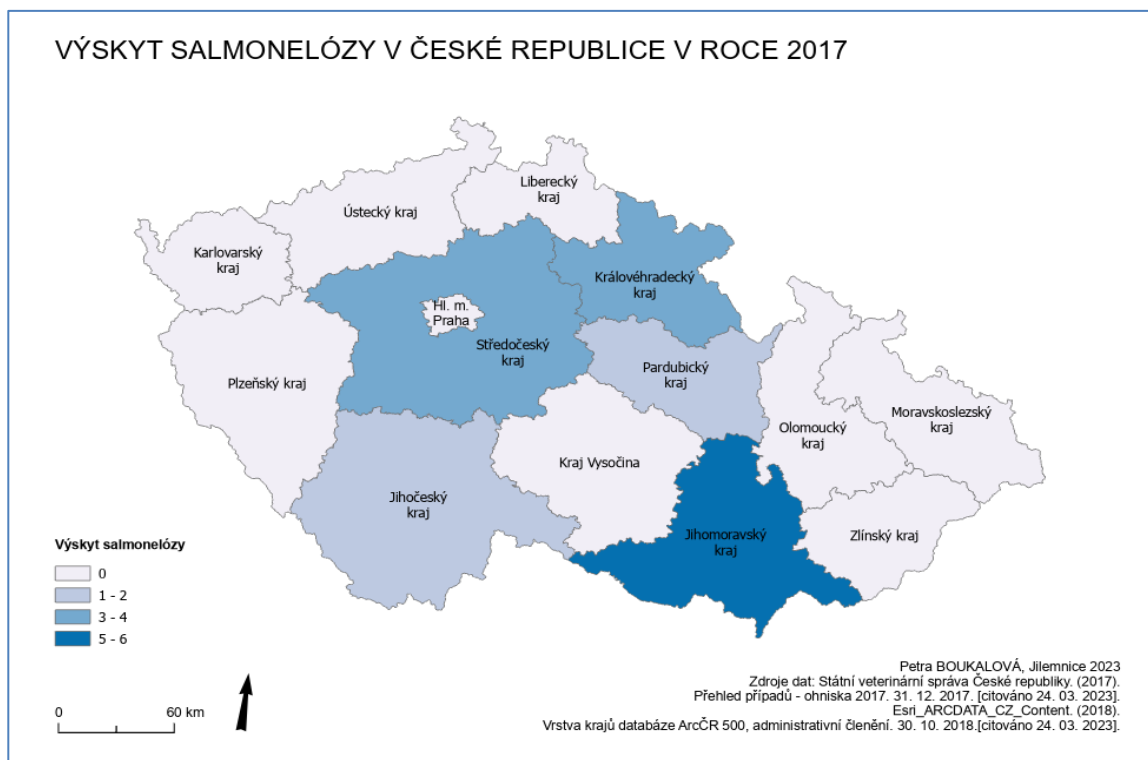 VÝSKYT SALMONELÓZY V ČESKÉ REPUBLICE V ROCE 2017
Liberecký
kraj
Ústecký kraj
Karlovarský
kraj
Královéhradecký
kraj
Hl. m.
Praha
Středočeský
kraj
Pardubický
kraj
Plzeňský kraj
Moravskoslezský
kraj
Olomoucký
kraj
Kraj Vysočina
Jihočeský
kraj
Jihomoravský
kraj
Zlínský kraj
Výskyt salmonelózy
0
1 - 2
3 - 4
5 - 6
0 60 km
Petra BOUKALOVÁ, Jilemnice 2023
Zdroje dat: Státní veterinární správa České republiky. (2017).
Přehled případů - ohniska 2017. 31. 12. 2017. [citováno 24. 03. 2023].
Esri_ARCDATA_CZ_Content. (2018).
Vrstva krajů databáze ArcČR 500, administrativní členění. 30. 10. 2018.[citováno 24. 03. 2023].